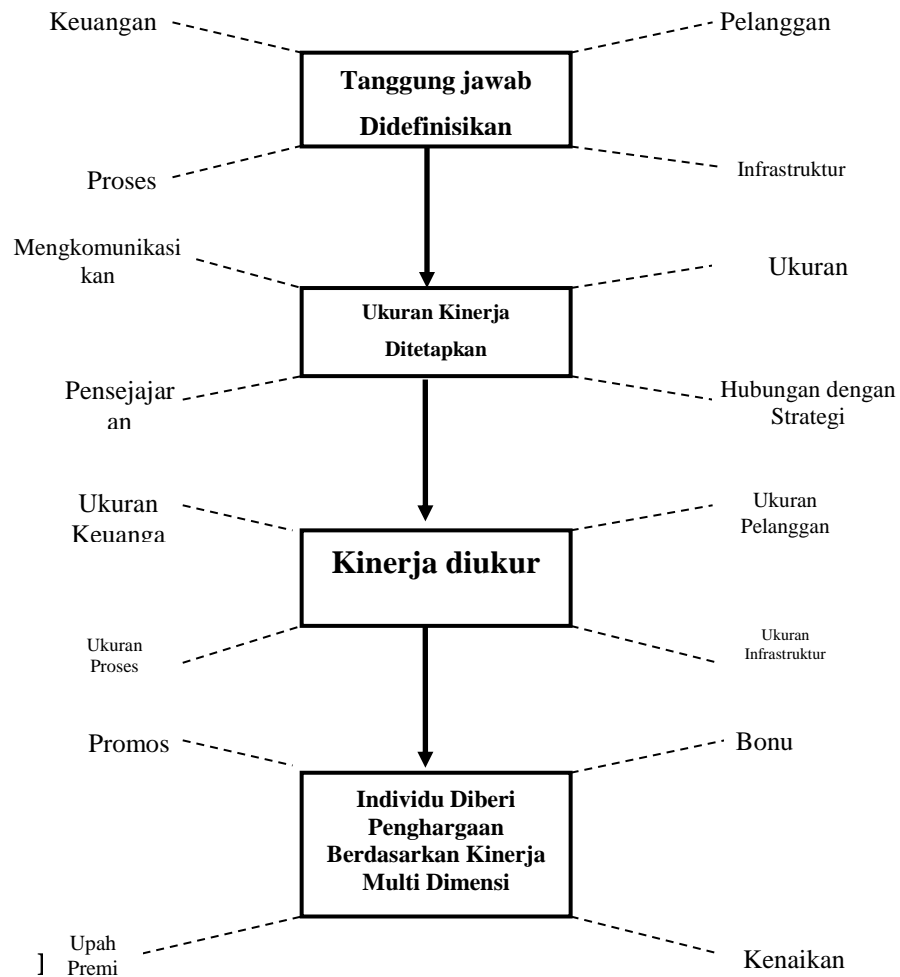 Keuangan
Pelanggan
Tanggung jawab
Didefinisikan
Proses
Infrastruktur
Mengkomunikasi
kan
Ukuran
Ukuran Kinerja
Ditetapkan
Pensejajar
an
Hubungan dengan
Strategi
Ukuran
Keuanga
Ukuran
Pelanggan
Kinerja diukur
Ukuran
Proses
Ukuran
Infrastruktur
Promos
Bonu
Individu Diberi
Penghargaan
Berdasarkan Kinerja
Multi Dimensi
Upah
] Premi
Kenaikan